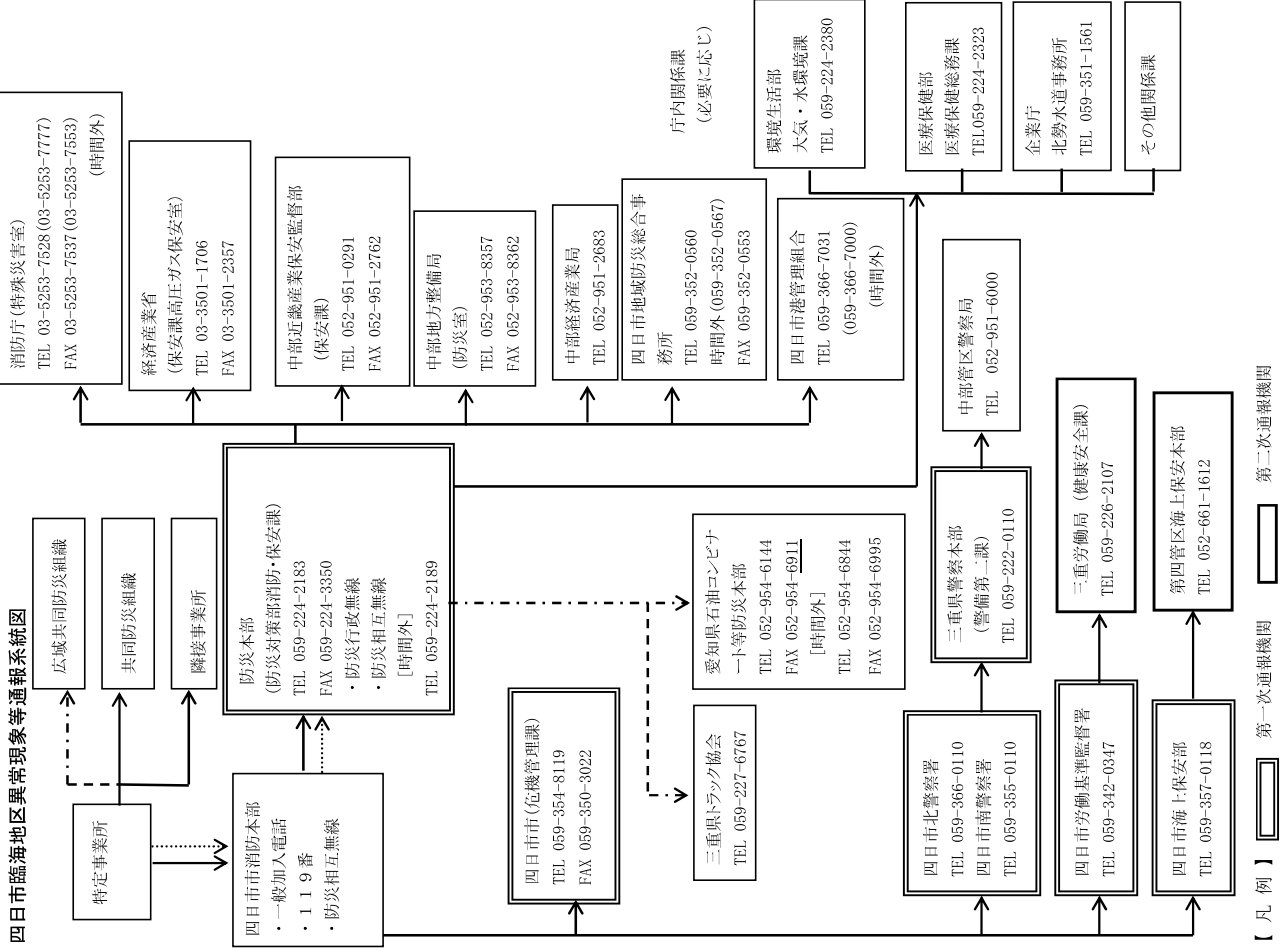 四日市臨海地区異常現象等通報系統図
特定事業所
広域共同防災組織
共同防災組織
隣接事業所
四日市市消防本部
・一般加入電話
・119番
・防災相互無線
防災本部
(防災対策部消防・保安課)
TEL 059-224-2183
FAX 059-224-3350
・防災行政無線
・防災相互無線
[時間外]
TEL 059-224-2189
消防庁(特殊災害室)
TEL 03-5253-7528(03-5253-7777)
FAX 03-5253-7537(03-5253-7553)
(時間外)
経済産業省
(保安課高圧ガス保安室)
TEL 03-3501-1706
FAX 03-3501-2357
中部近畿産業保安監督部
(保安課)
TEL 052-951-0291
FAX 052-951-2762
中部地方整備局
(防災室)
TEL 052-953-8357
FAX 052-953-8362
中部経済産業局
TEL 052-951-2683
四日市地域防災総合事
務所
TEL 059-352-0560
時間外(059-352-0567)
FAX 059-352-0553
四日市港管理組合
TEL 059-366-7031
(059-366-7000)
(時間外)
庁内関係課
(必要に応じ)
環境生活部
大気・水環境課
TEL 059-224-2380
医療保健部
医療保健総務課
TEL059-224-2323
企業庁
北勢水道事務所
TEL 059-351-1561
その他関係課
四日市市(危機管理課)
TEL 059-354-8119
FAX 059-350-3022
愛知県石油コンビナ
ート等防災本部
TEL 052-954-6144
FAX 052-954-6911
[時間外]
TEL 052-954-6844
FAX 052-954-6995
三重県トラック協会
TEL 059-227-6767
四日市北警察署
TEL 059-366-0110
四日市南警察署
TEL 059-355-0110
三重県警察本部
(警備第二課)
TEL 059-222-0110
中部管区警察局
TEL 052-951-6000
四日市労働基準監督署
TEL 059-342-0347
三重労働局(健康安全課)
TEL 059-226-2107
四日市海上保安部
TEL 059-357-0118
第四管区海上保安本部
TEL 052-661-1612
【凡例】
第一次通報機関
第二次通報機関